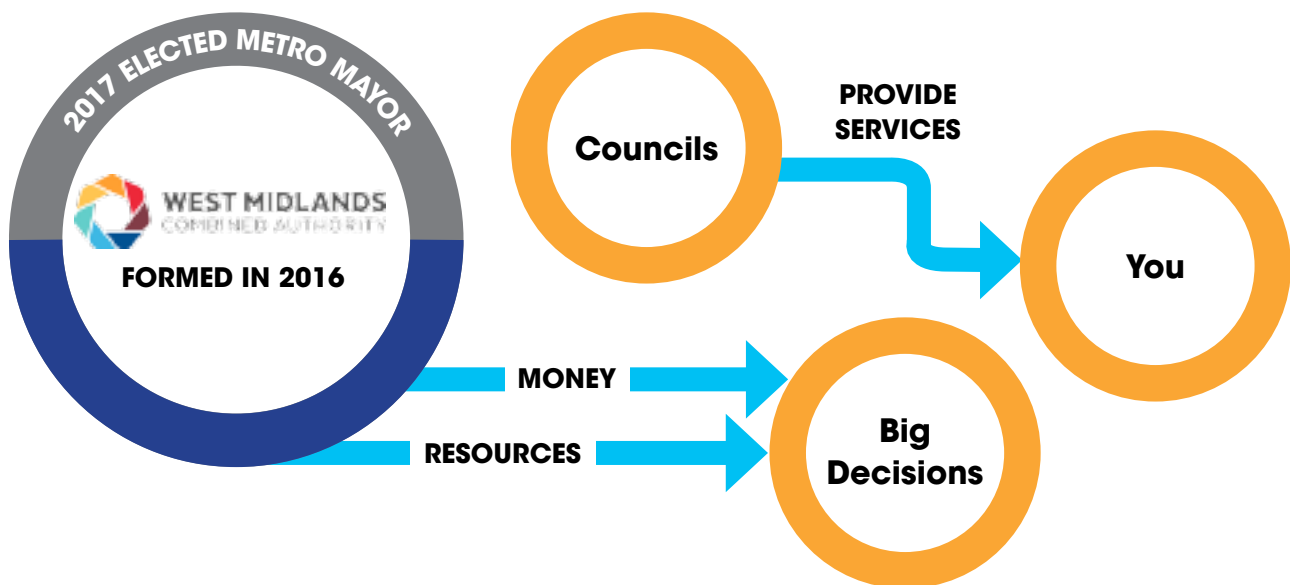 2017 ELECTED METRO MAYOR
WEST MIDLANDS
COMBINED AUTHORITY
FORMED IN 2016
Councils
PROVIDE
SERVICES
You
MONEY
RESOURCES
Big
Decisions